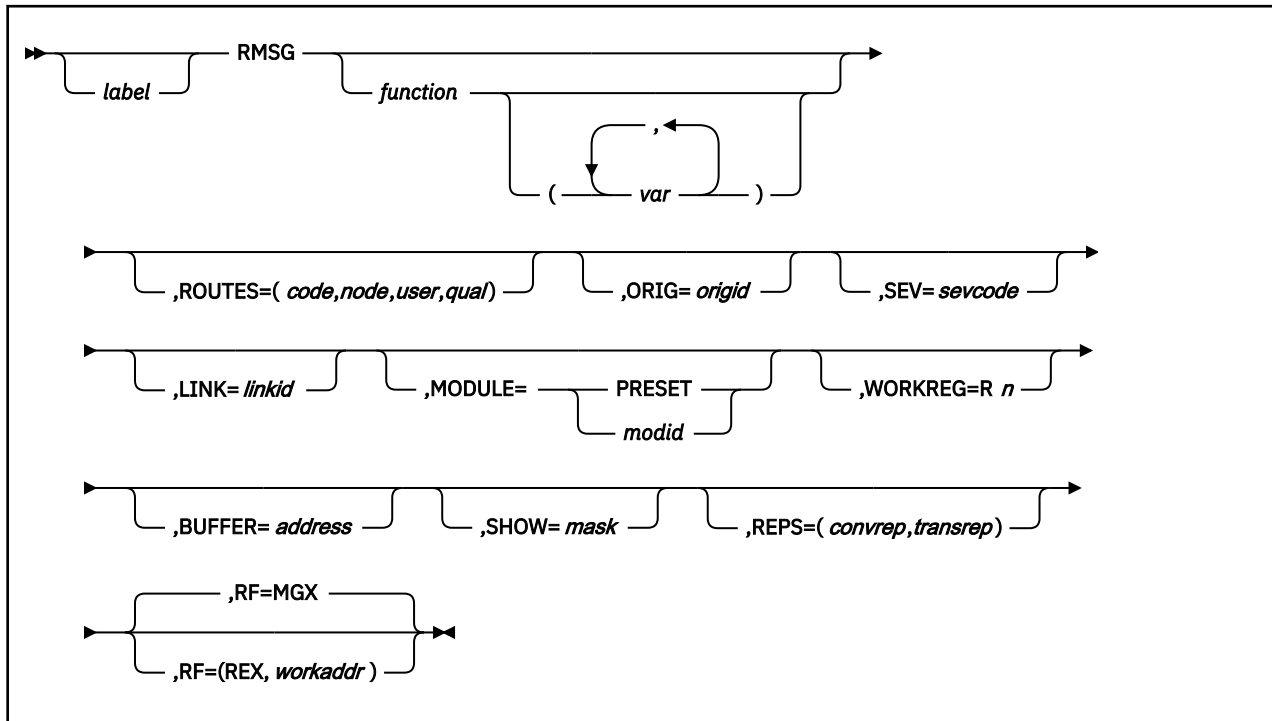 RMSG
label
function
,
( var )
,ROUTES=( code,node,user,qual)
,ORIG= origid
,SEV= sevcode
,LINK= linkid
,MODULE= PRESET
modid
,WORKREG=R n
,BUFFER= address
,SHOW= mask
,REPS=( convrep,transrep)
,RF=MGX
,RF=(REX, workaddr )